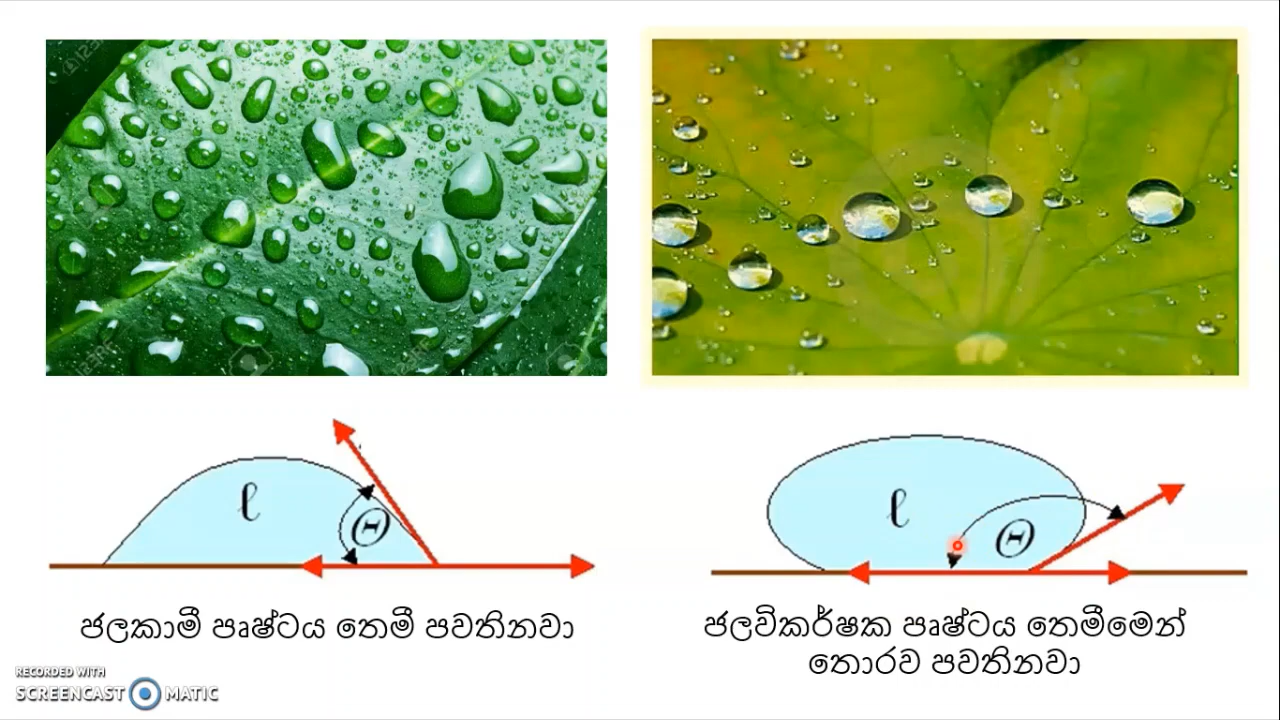 ℓ
Θ
ℓ
Θ
ජලකාමී පෘෂ්ටය තෙමී පවතිනවා
ජලවිකර්ෂක පෘෂ්ටය තෙමීමෙන්
තොරව පවතිනවා
RECORDED WITH
SCREENCAST MATIC